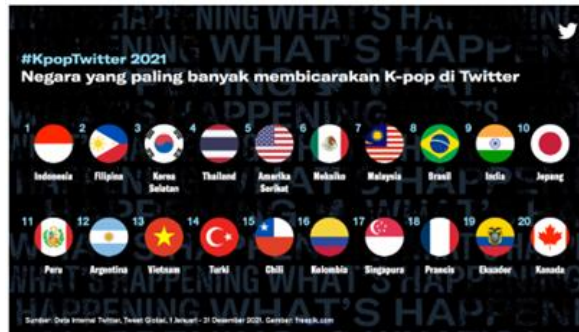 #KpopTwitter 2021
Negara yang paling banyak membicarakan K-pop di Twitter
1 2 3 4 5 6 7 8 9 10
Indonesia Filipina Korea Selatan Thailand Amerika Serikat Meksiko Malaysia Brasil India Jepang
11 12 13 14 15 16 17 18 19 20
Peru Argentina Vietnam Turki Chili Kolombia Singapura Prancis Ekuador Kanada
Sumber: Data Internal Twitter, Tweet Global, 1 Januari - 31 Desember 2021. Gambar: freepik.com